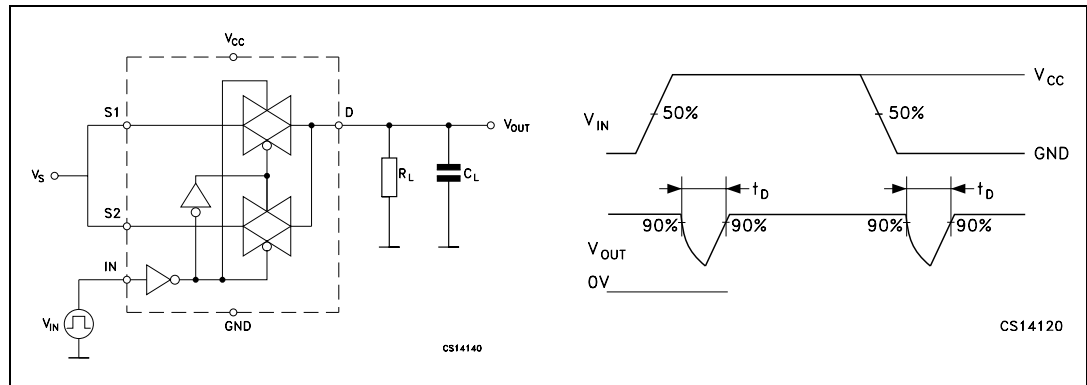 VCC
S1
D
VOUT
VS
RL
CL
S2
IN
VIN
GND
CS14140
VCC
VIN
50%
50%
GND
tD
tD
90%
90%
90%
90%
VOUT
0V
CS14120